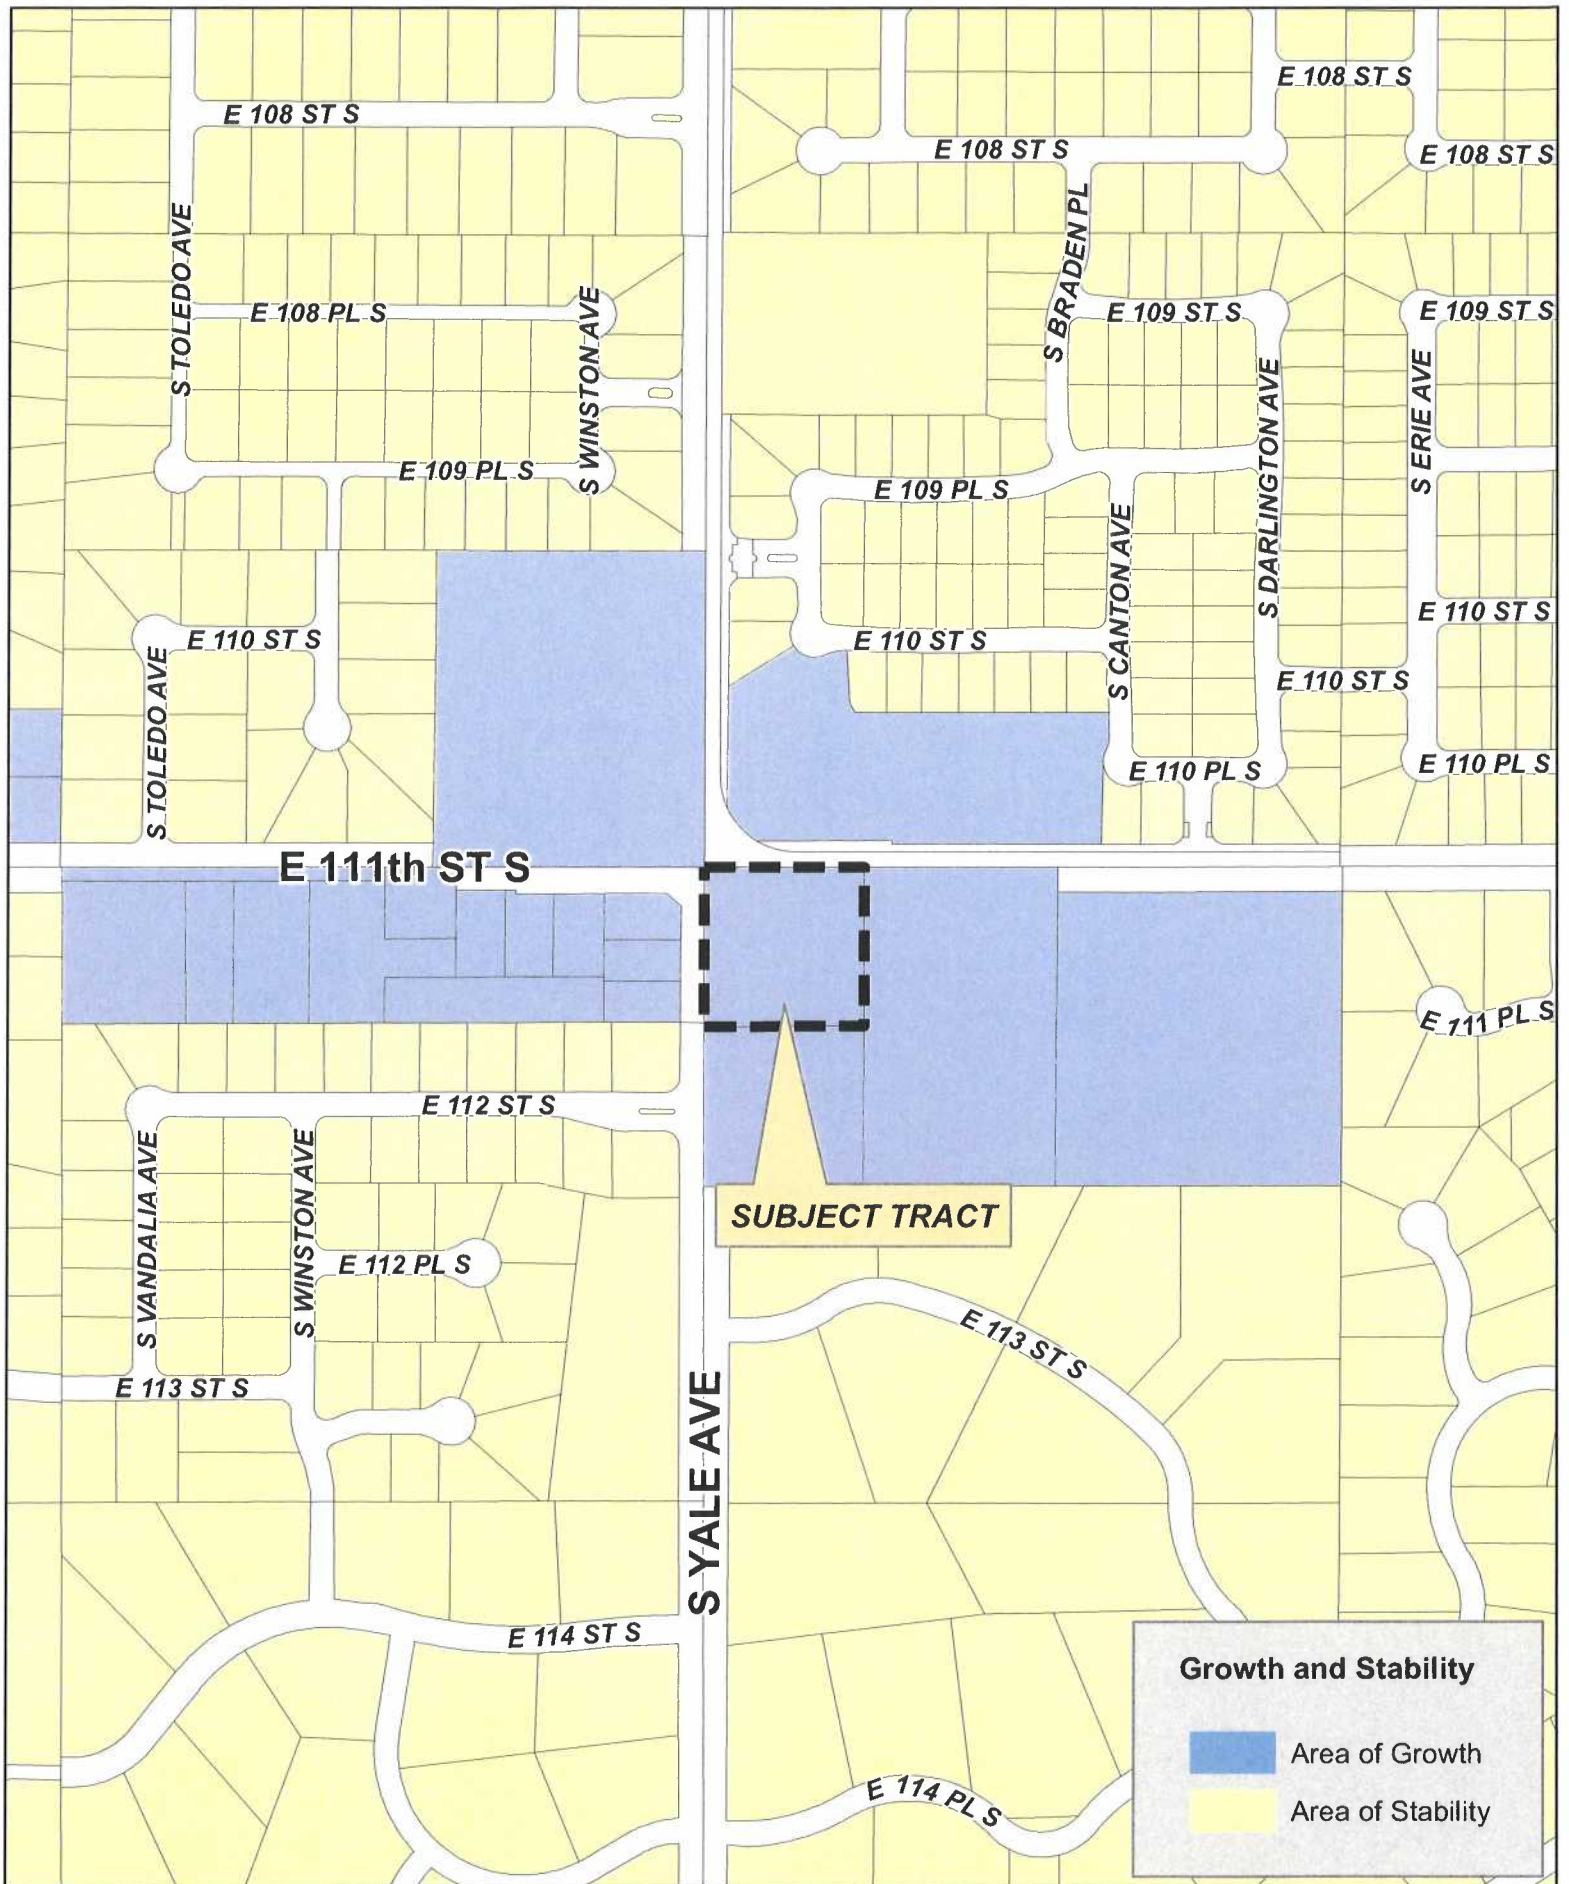 E 108 ST S
E 108 ST S
E 108 ST S
E 108 ST S
S TOLEDO AVE
S BRADEN PL
E 108 PL S
S WINSTON AVE
E 109 ST S
E 109 ST S
S DARLINGTON AVE
S ERIE AVE
E 109 PL S
E 109 PL S
S CANTON AVE
E 110 ST S
E 110 ST S
E 110 ST S
S TOLEDO AVE
E 110 ST S
E 110 PL S
E 110 PL S
E 111th ST S
E 111 PL S
E 112 ST S
S VANDALIA AVE
S WINSTON AVE
SUBJECT TRACT
E 112 PL S
E 113 ST S
E 113 ST S
S YALE AVE
E 114 ST S
E 114 PL S
Growth and Stability
Area of Growth
Area of Stability